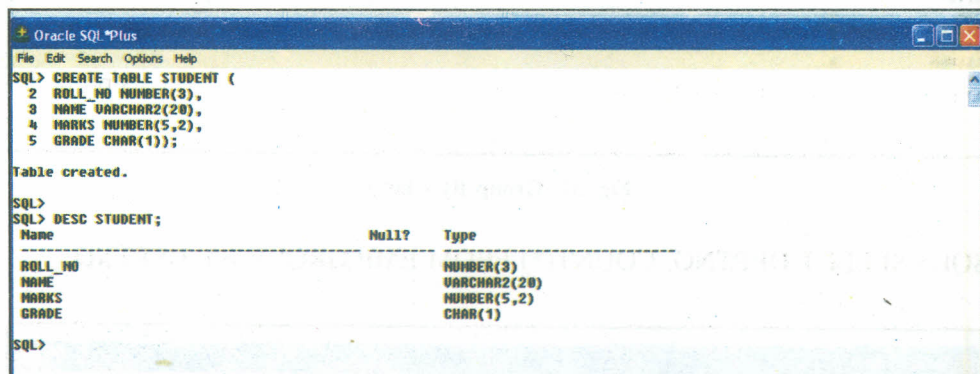 Oracle SQL*Plus
File Edit Search Options Help
SQL> CREATE TABLE STUDENT (
2 ROLL_NO NUMBER(3),
3 NAME VARCHAR2(20),
4 MARKS NUMBER(5,2),
5 GRADE CHAR(1));
Table created.
SQL>
SQL> DESC STUDENT;
Name Null? Type
ROLL_NO NUMBER(3)
NAME VARCHAR2(20)
MARKS NUMBER(5,2)
GRADE CHAR(1)
SQL>